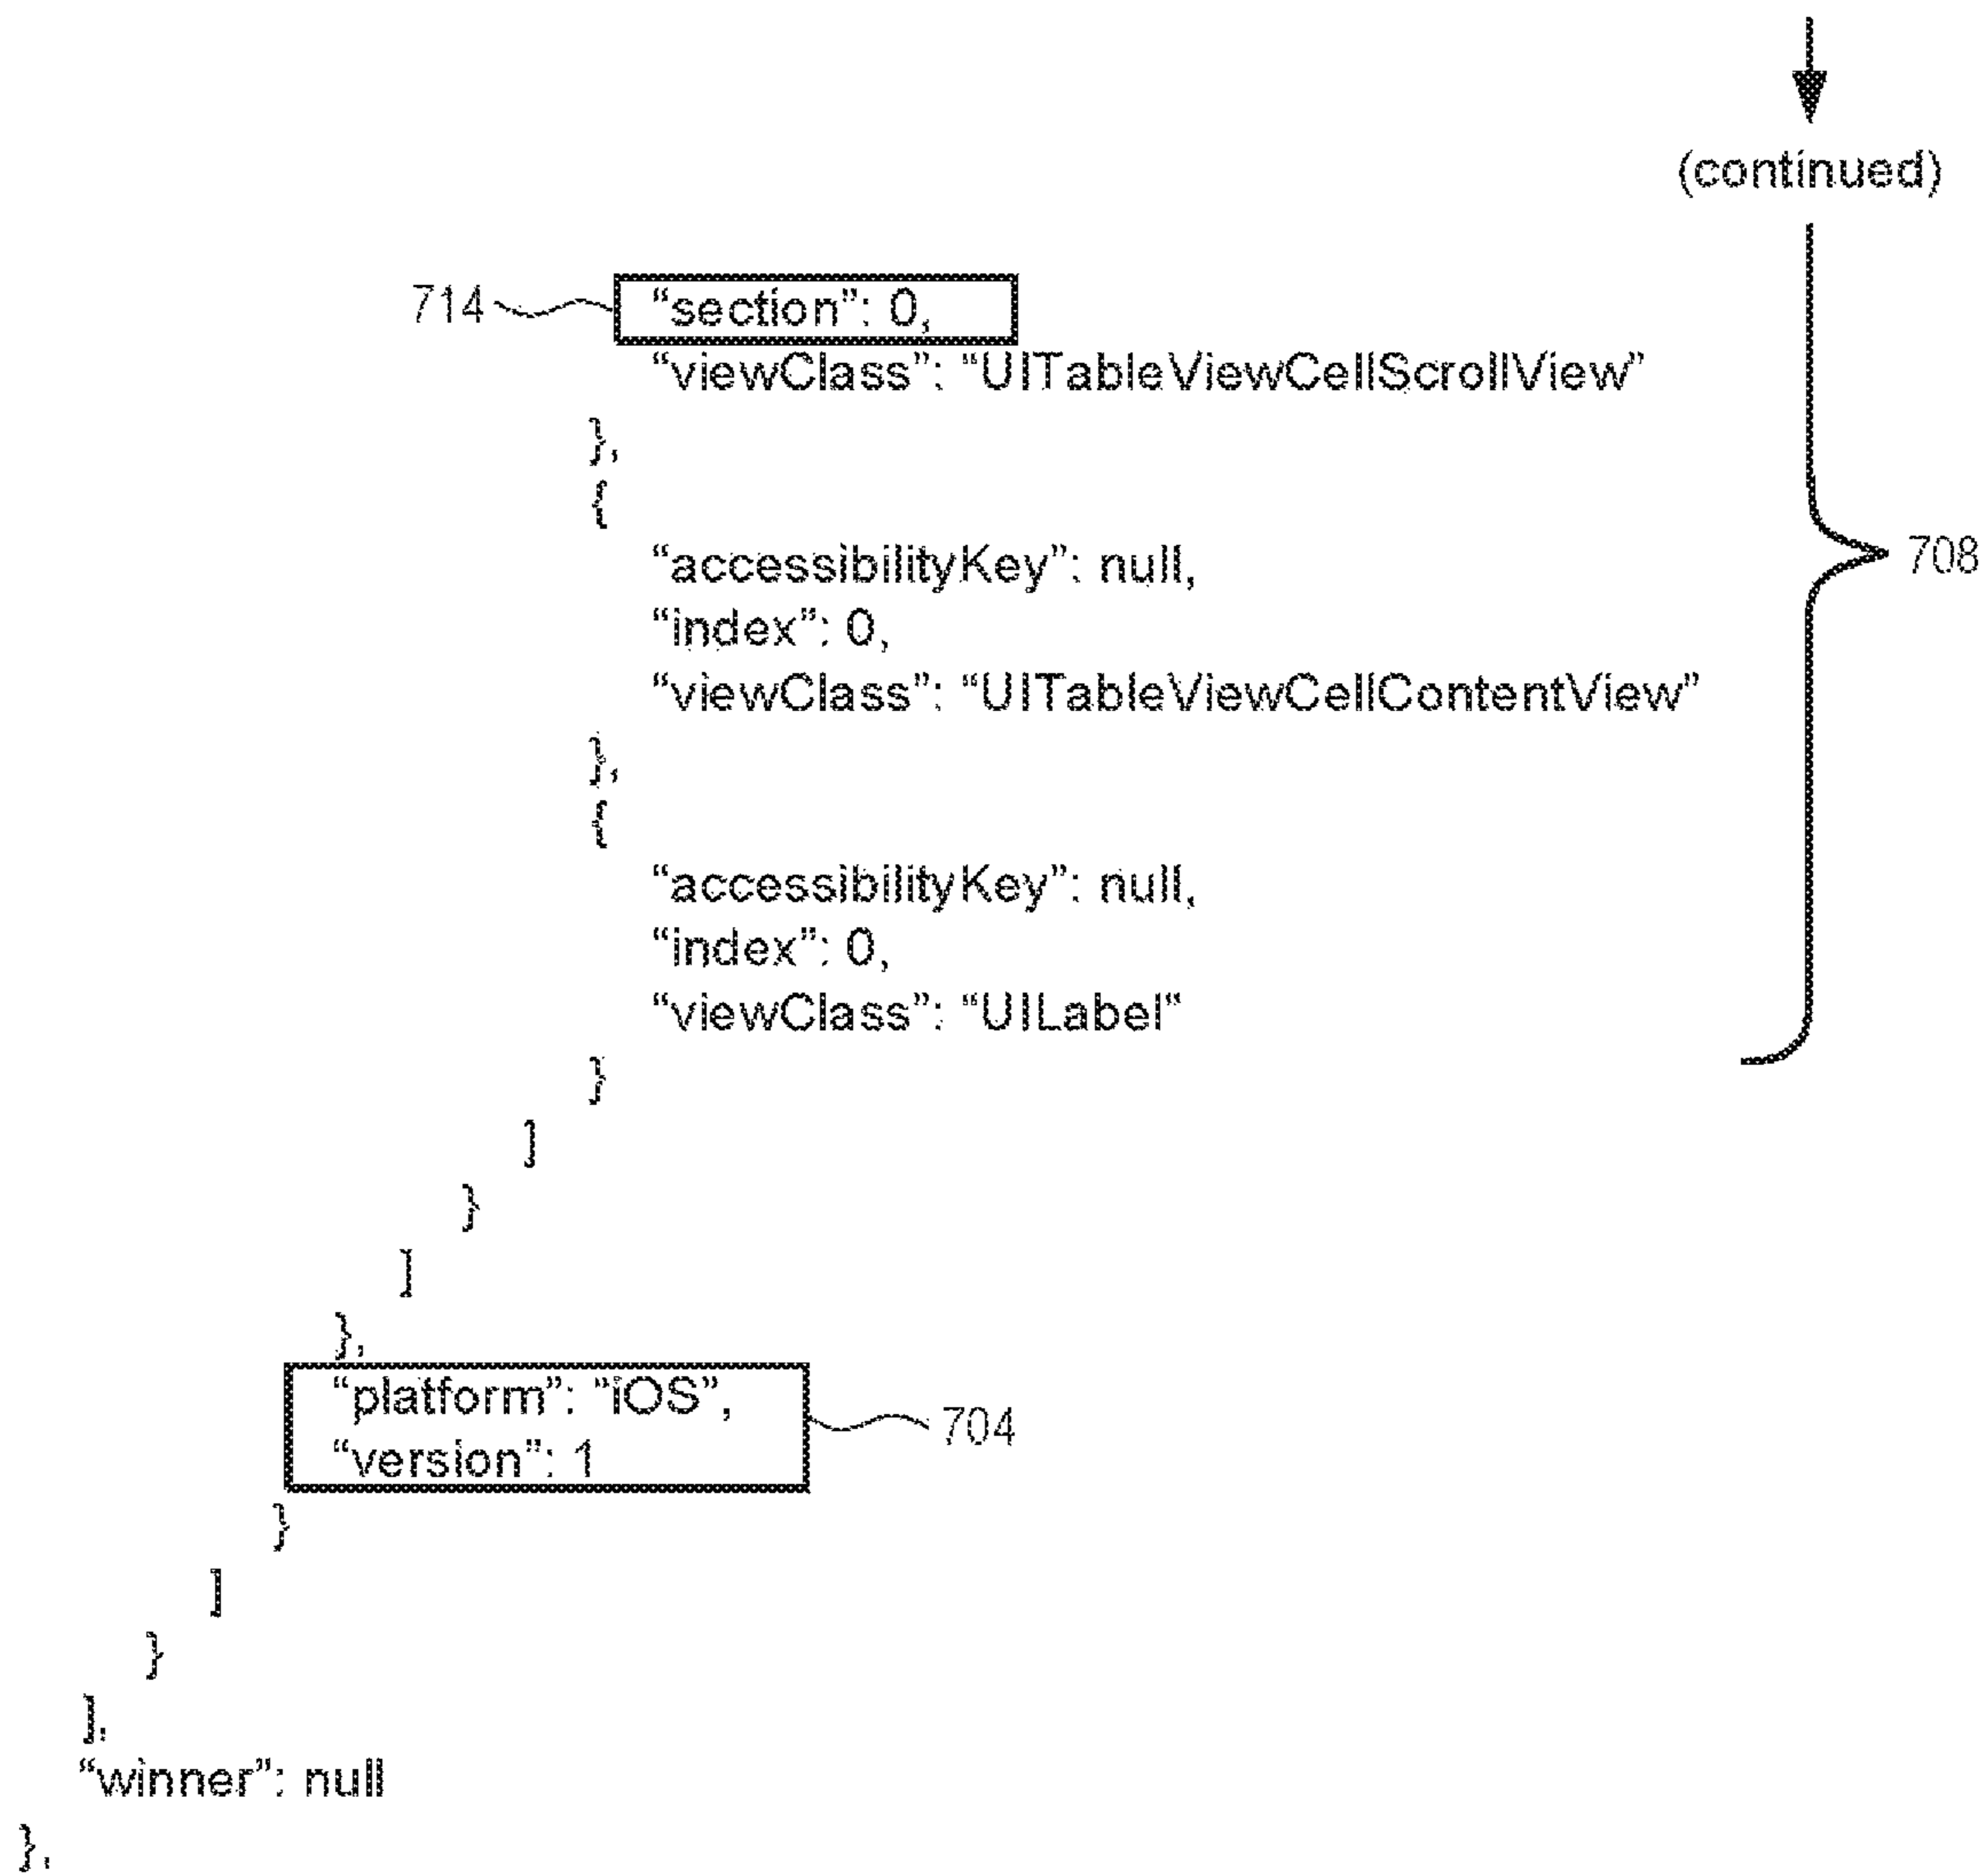 (continued)
714 “section”: 0,
“viewClass”: “UITableViewCellScrollView”
},
{
“accessibilityKey”: null,
“index”: 0,
“viewClass”: “UITableViewCellContentView”
},
{
“accessibilityKey”: null,
“index”: 0,
“viewClass”: “UILabel“
}
]
}
]
},
“platform”: “iOS”,
“version”: 1
}
]
}
],
“winner”: null
},
708
704